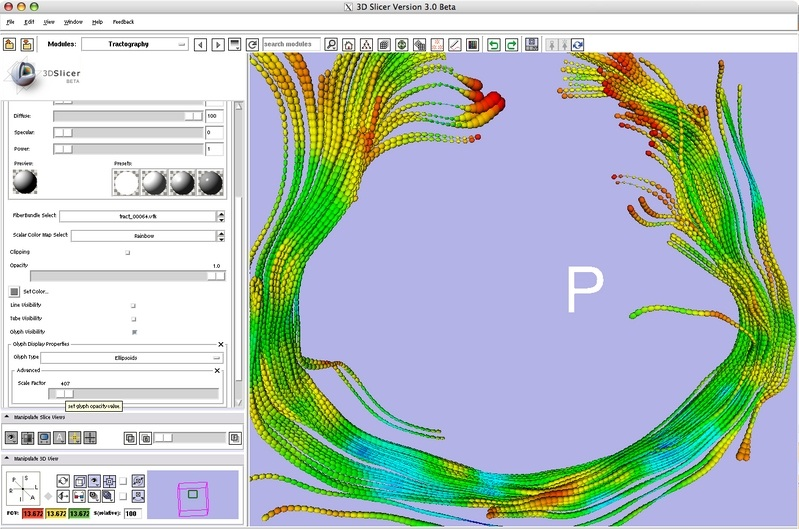 3D Slicer Version 3.0 Beta
File Edit View Window Help Feedback
Modules: Tractography search modules
3DSlicer
BETA
Diffuse: 100
Specular: 0
Power: 1
Preview: Presets:
FiberBundle Select: tract_00064.vtk
Scalar Color Map Select: Rainbow
Clipping
Opacity 1.0
Set Color...
Line Visibility
Tube Visibility
Glyph Visibility
Glyph Display Properties
Glyph Type Ellipsoids
Advanced
Scale Factor 407
set glyph opacity value.
Manipulate Slice Views
Manipulate 3D View
P S
R L
I A
FOV: 13.672 13.672 13.672 %(relative): 100
P